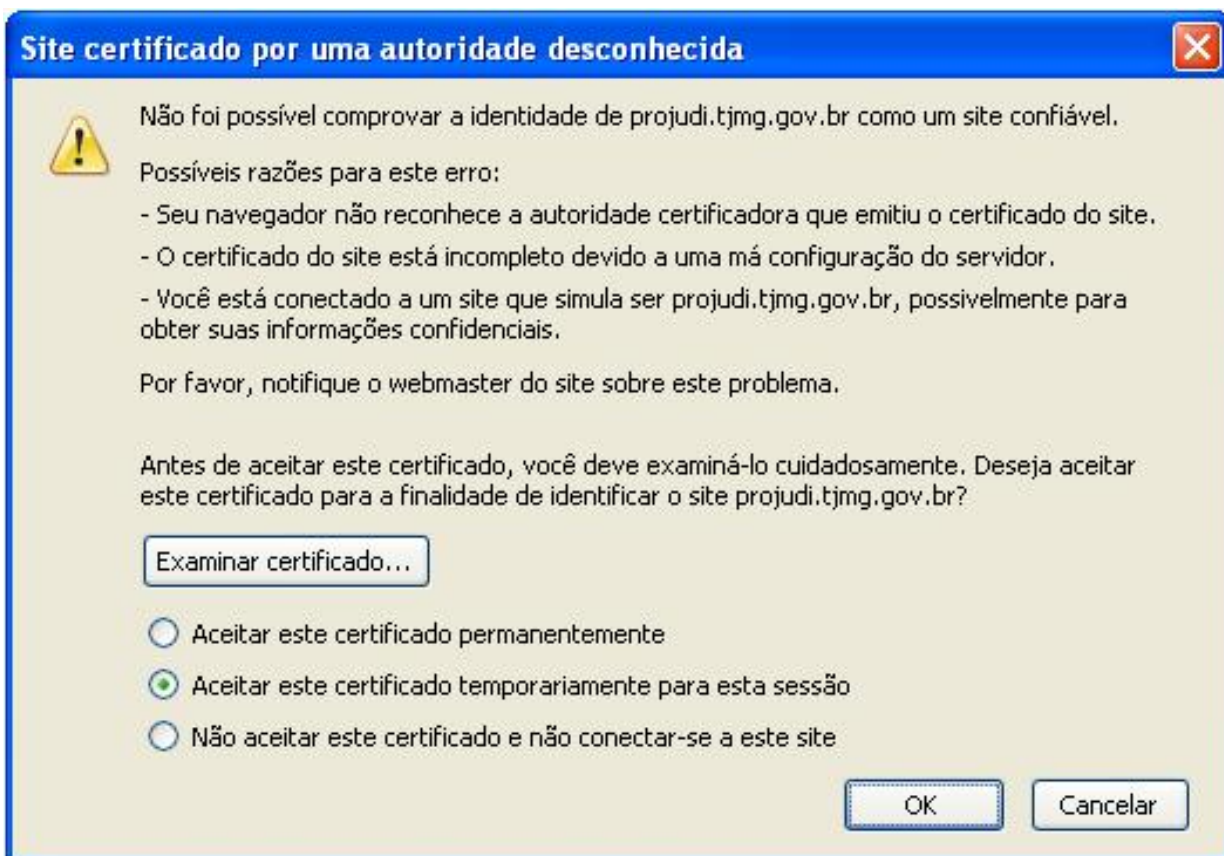 Site certificado por uma autoridade desconhecida
Não foi possível comprovar a identidade de projudi.tjmg.gov.br como um site confiável.
Possíveis razões para este erro:
- Seu navegador não reconhece a autoridade certificadora que emitiu o certificado do site.
- O certificado do site está incompleto devido a uma má configuração do servidor.
- Você está conectado a um site que simula ser projudi.tjmg.gov.br, possivelmente para
obter suas informações confidenciais.
Por favor, notifique o webmaster do site sobre este problema.
Antes de aceitar este certificado, você deve examiná-lo cuidadosamente. Deseja aceitar
este certificado para a finalidade de identificar o site projudi.tjmg.gov.br?
Examinar certificado...
Aceitar este certificado permanentemente
Aceitar este certificado temporariamente para esta sessão
Não aceitar este certificado e não conectar-se a este site
OK Cancelar